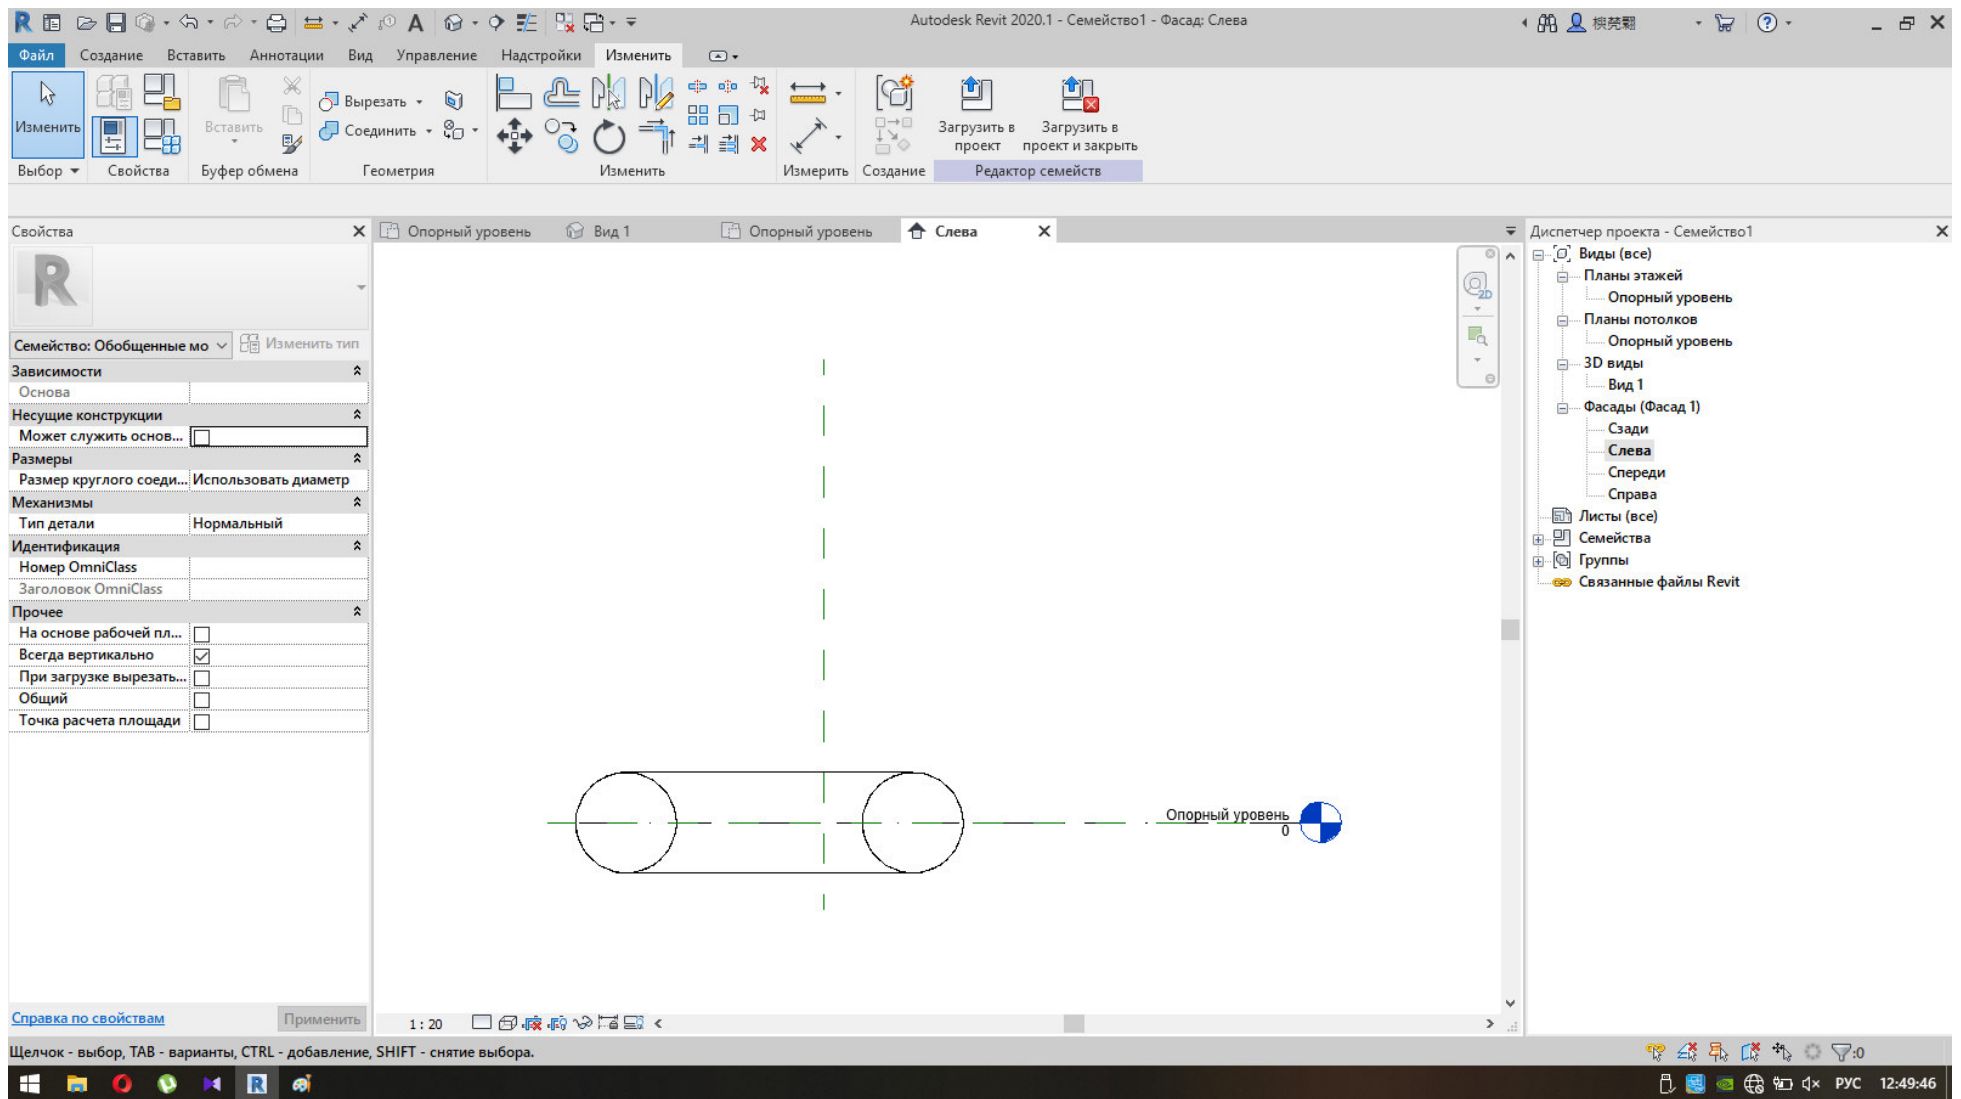 Autodesk Revit 2020.1 - Семейство1 - Фасад: Слева
Файл Создание Вставить Аннотации Вид Управление Надстройки Изменить
Изменить
Вставить
Вырезать
Соединить
Загрузить в проект
Загрузить в проект и закрыть
Выбор Свойства Буфер обмена Геометрия Изменить Измерить Создание Редактор семейств
Свойства
Опорный уровень Вид 1 Опорный уровень Слева
Диспетчер проекта - Семейство1
Семейство: Обобщенные мо Изменить тип
Зависимости
Основа
Несущие конструкции
Может служить основ...
Размеры
Размер круглого соеди... Использовать диаметр
Механизмы
Тип детали Нормальный
Идентификация
Номер OmniClass
Заголовок OmniClass
Прочее
На основе рабочей пл...
Всегда вертикально
При загрузке вырезать...
Общий
Точка расчета площади
Справка по свойствам Применить
2D
Опорный уровень
0
1 : 20
Виды (все)
Планы этажей
Опорный уровень
Планы потолков
Опорный уровень
3D виды
Вид 1
Фасады (Фасад 1)
Сзади
Слева
Спереди
Справа
Листы (все)
Семейства
Группы
Связанные файлы Revit
Щелчок - выбор, TAB - варианты, CTRL - добавление, SHIFT - снятие выбора.
:0
РУС 12:49:46